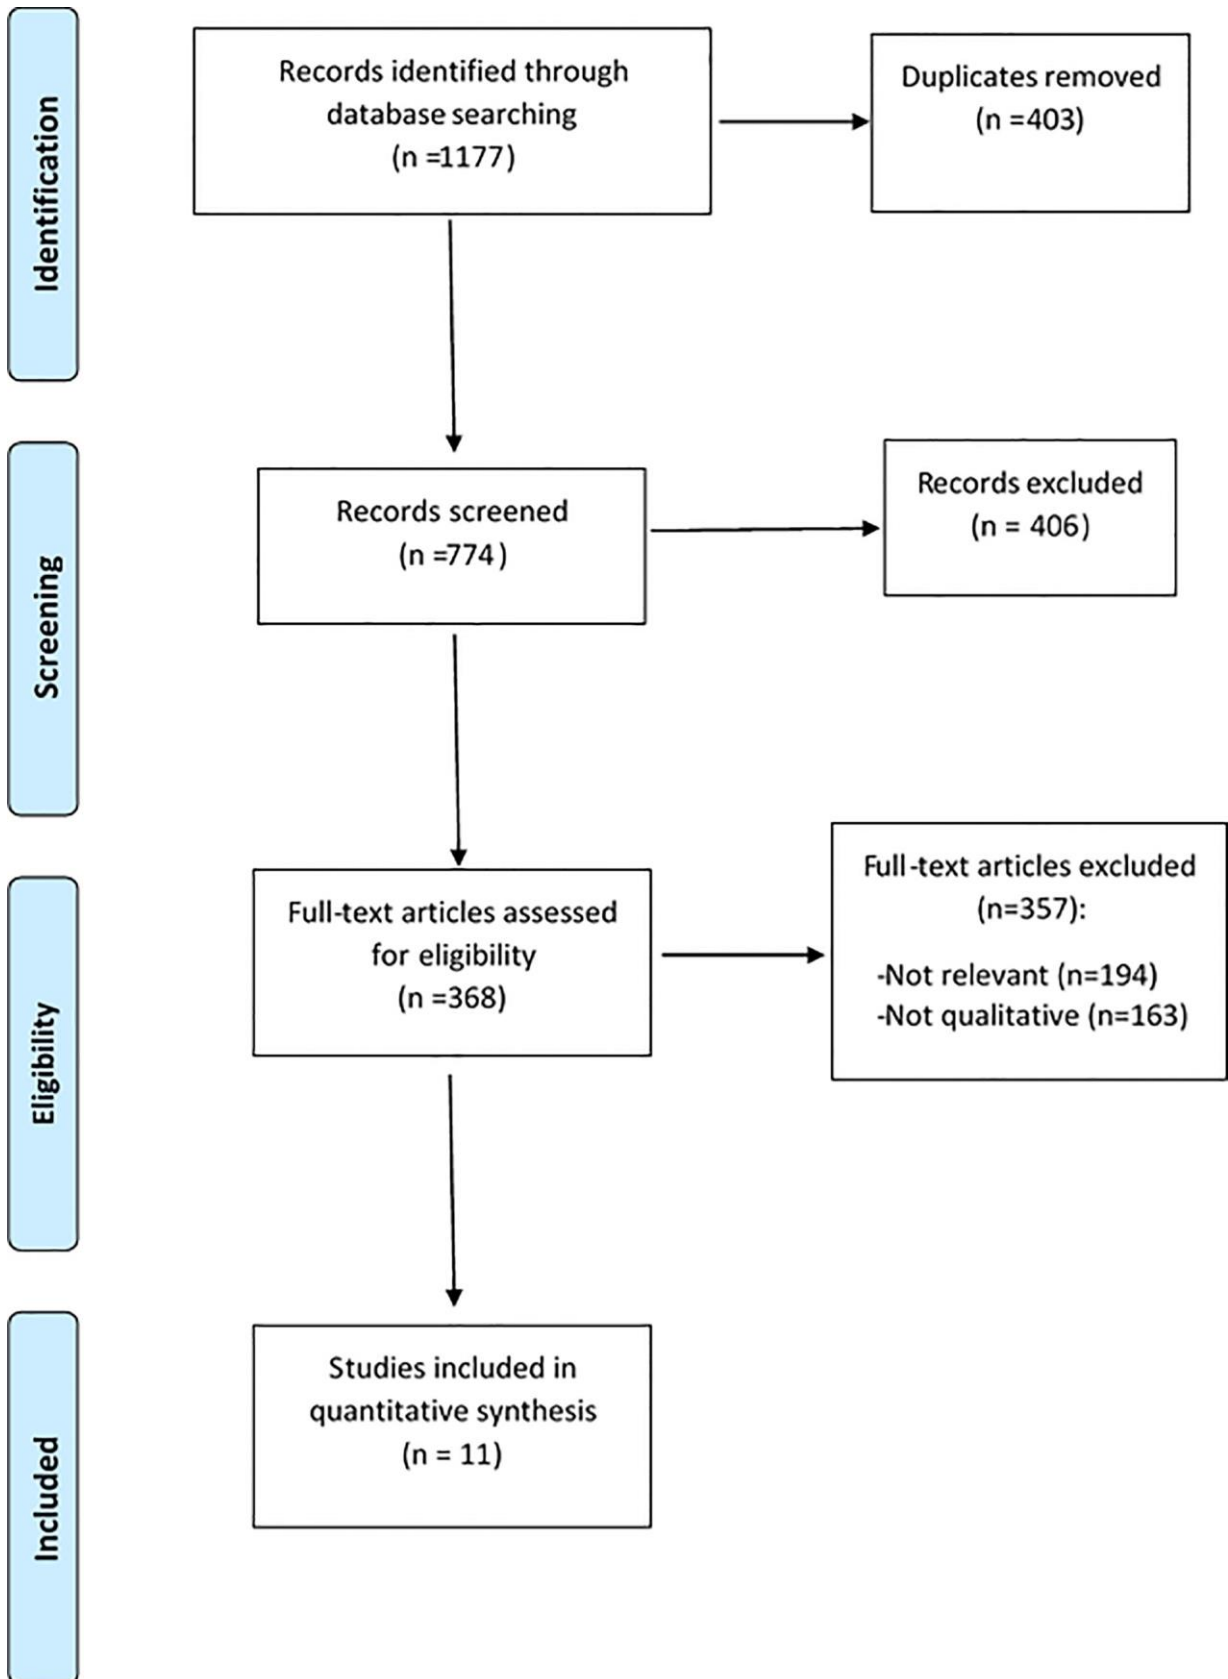 Identification
Records identified through
database searching
(n =1177)
Duplicates removed
(n =403)
Screening
Records screened
(n =774)
Records excluded
(n = 406)
Eligibility
Full-text articles assessed
for eligibility
(n =368)
Full-text articles excluded
(n=357):
-Not relevant (n=194)
-Not qualitative (n=163)
Included
Studies included in
quantitative synthesis
(n = 11)